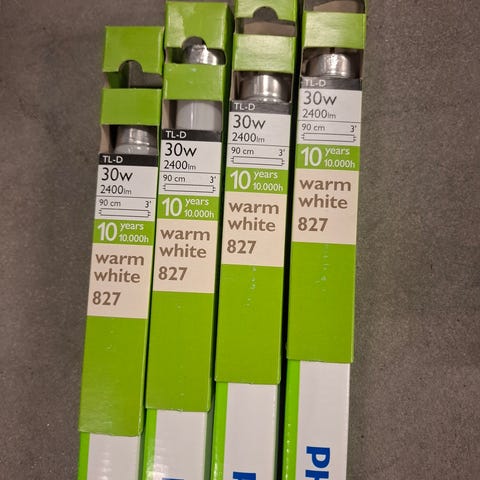 TL-D
30w
2400lm
90 cm 3'
10 years
10.000h
warm
white
827
TL-D
30w
2400lm
90 cm 3'
10 years
10.000h
warm
white
827
TL-D
30w
2400lm
90 cm 3'
10 years
10.000h
warm
white
827
TL-D
30w
2400lm
90 cm 3'
10 years
10.000h
warm
white
827
PH